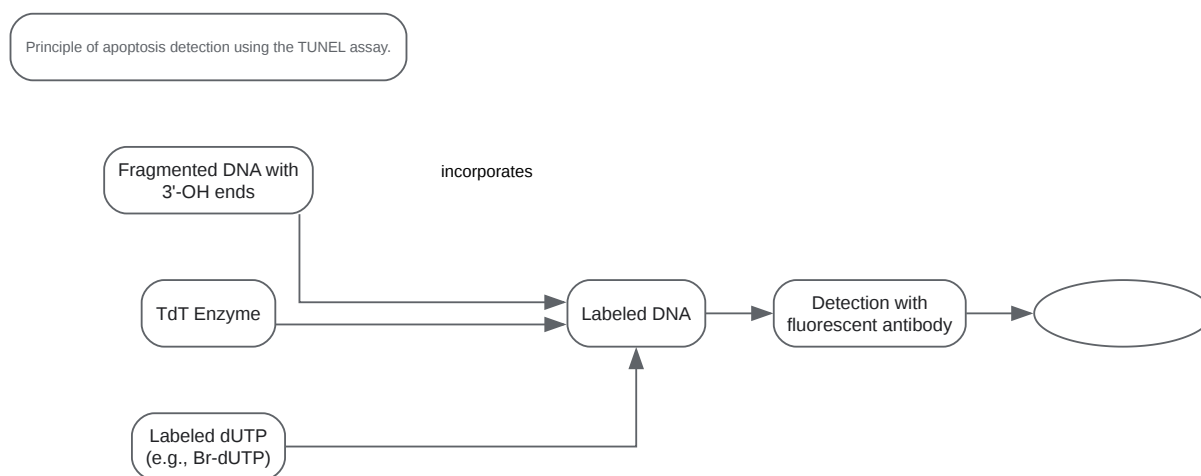 Principle of apoptosis detection using the TUNEL assay.
Fragmented DNA with
3'-OH ends
incorporates
TdT Enzyme
Labeled DNA
Detection with
fluorescent antibody
Labeled dUTP
(e.g., Br-dUTP)